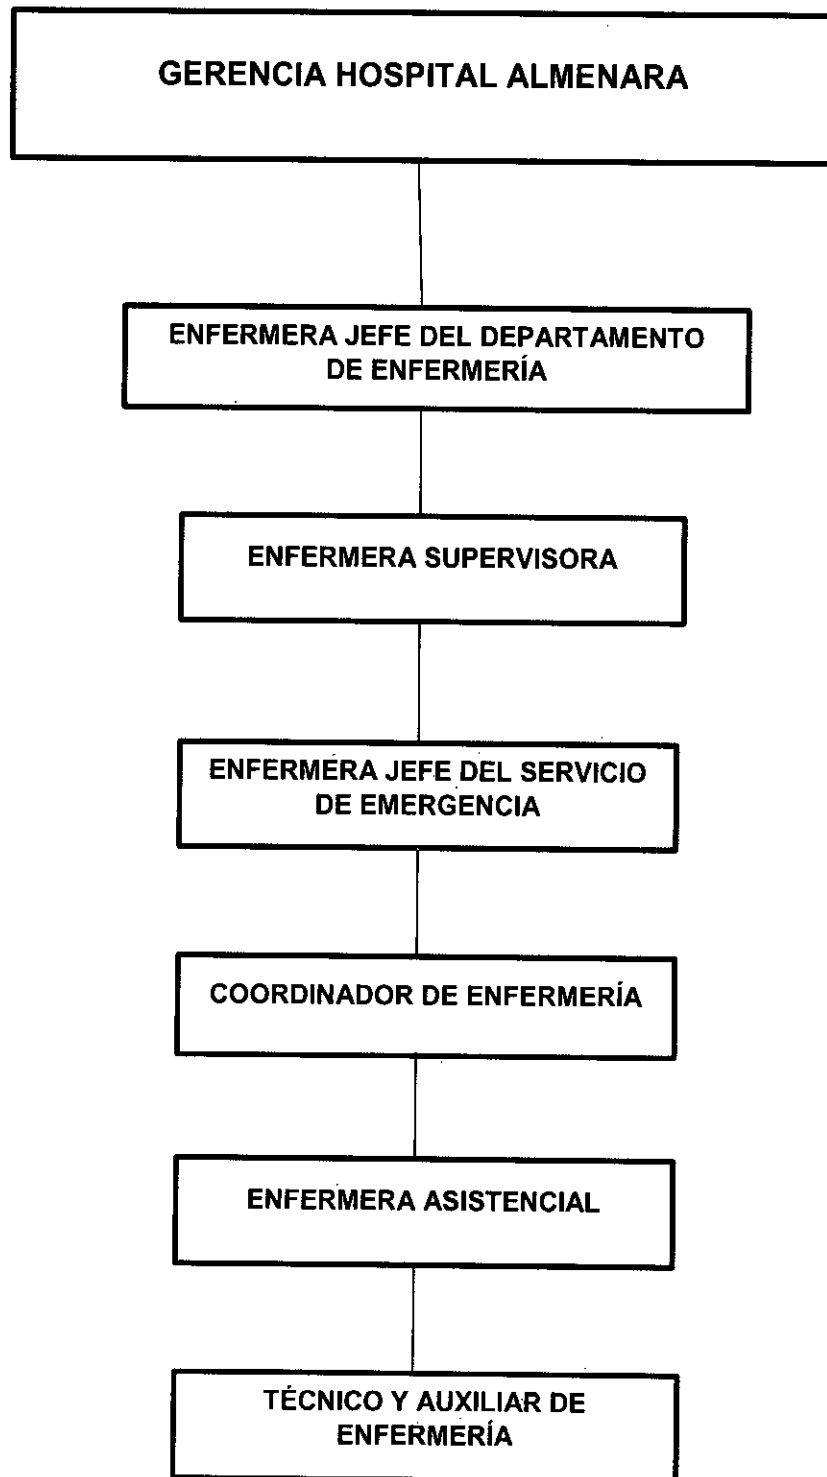 GERENCIA HOSPITAL ALMENARA
ENFERMERA JEFE DEL DEPARTAMENTO
DE ENFERMERÍA
ENFERMERA SUPERVISORA
ENFERMERA JEFE DEL SERVICIO
DE EMERGENCIA
COORDINADOR DE ENFERMERÍA
ENFERMERA ASISTENCIAL
TÉCNICO Y AUXILIAR DE
ENFERMERÍA